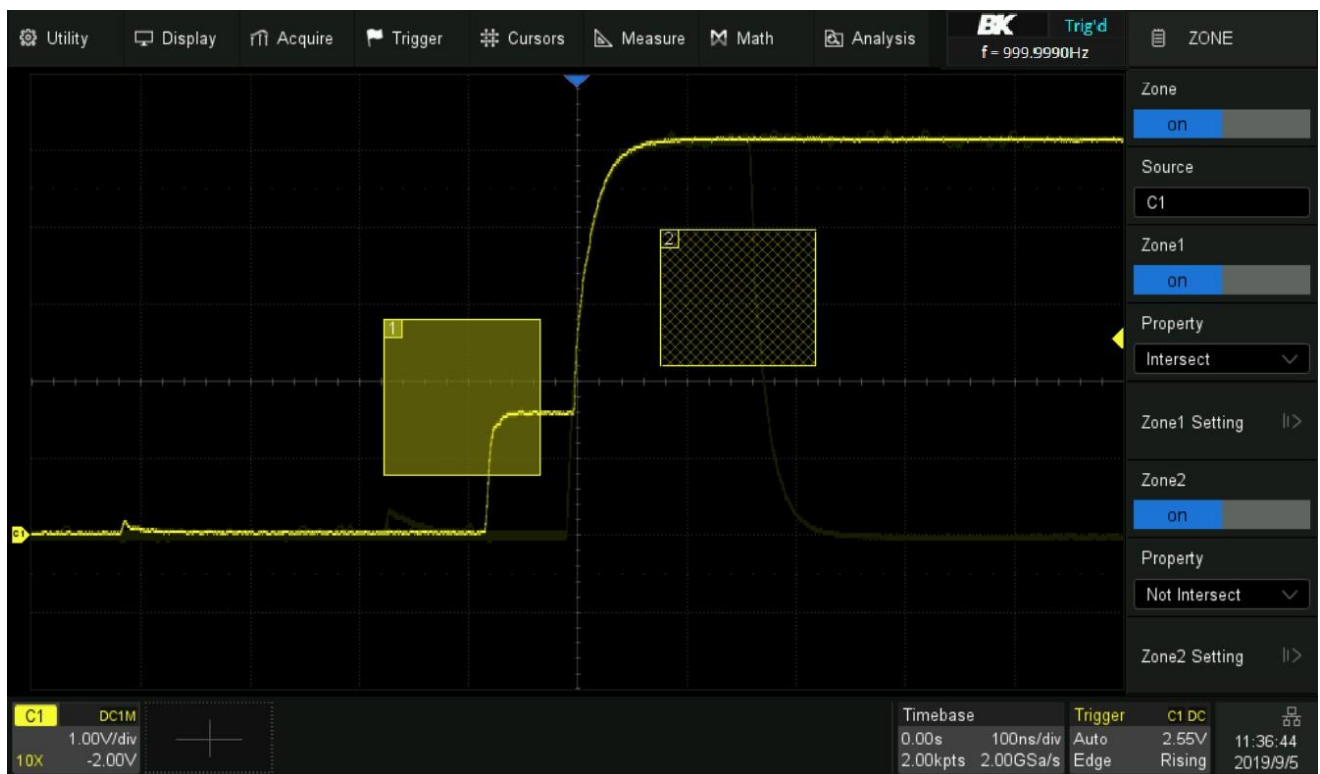 Utility Display Acquire Trigger Cursors Measure Math Analysis BK Trig'd
f = 999.9990Hz
ZONE
Zone
on
Source
C1
Zone1
on
Property
Intersect
Zone1 Setting
Zone2
on
Property
Not Intersect
Zone2 Setting
1
2
C1
C1 DC1M
1.00V/div
10X -2.00V
Timebase
0.00s 100ns/div
2.00kpts 2.00GSa/s
Trigger C1 DC
Auto 2.55V
Edge Rising
11:36:44
2019/9/5